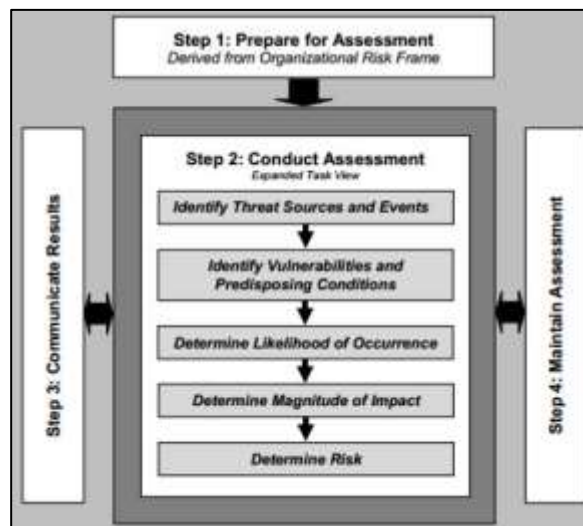 Step 1: Prepare for Assessment
Derived from Organizational Risk Frame
Step 3: Communicate Results
Step 2: Conduct Assessment
Expanded Task View
Identify Threat Sources and Events
Identify Vulnerabilities and
Predisposing Conditions
Determine Likelihood of Occurrence
Determine Magnitude of Impact
Determine Risk
Step 4: Maintain Assessment